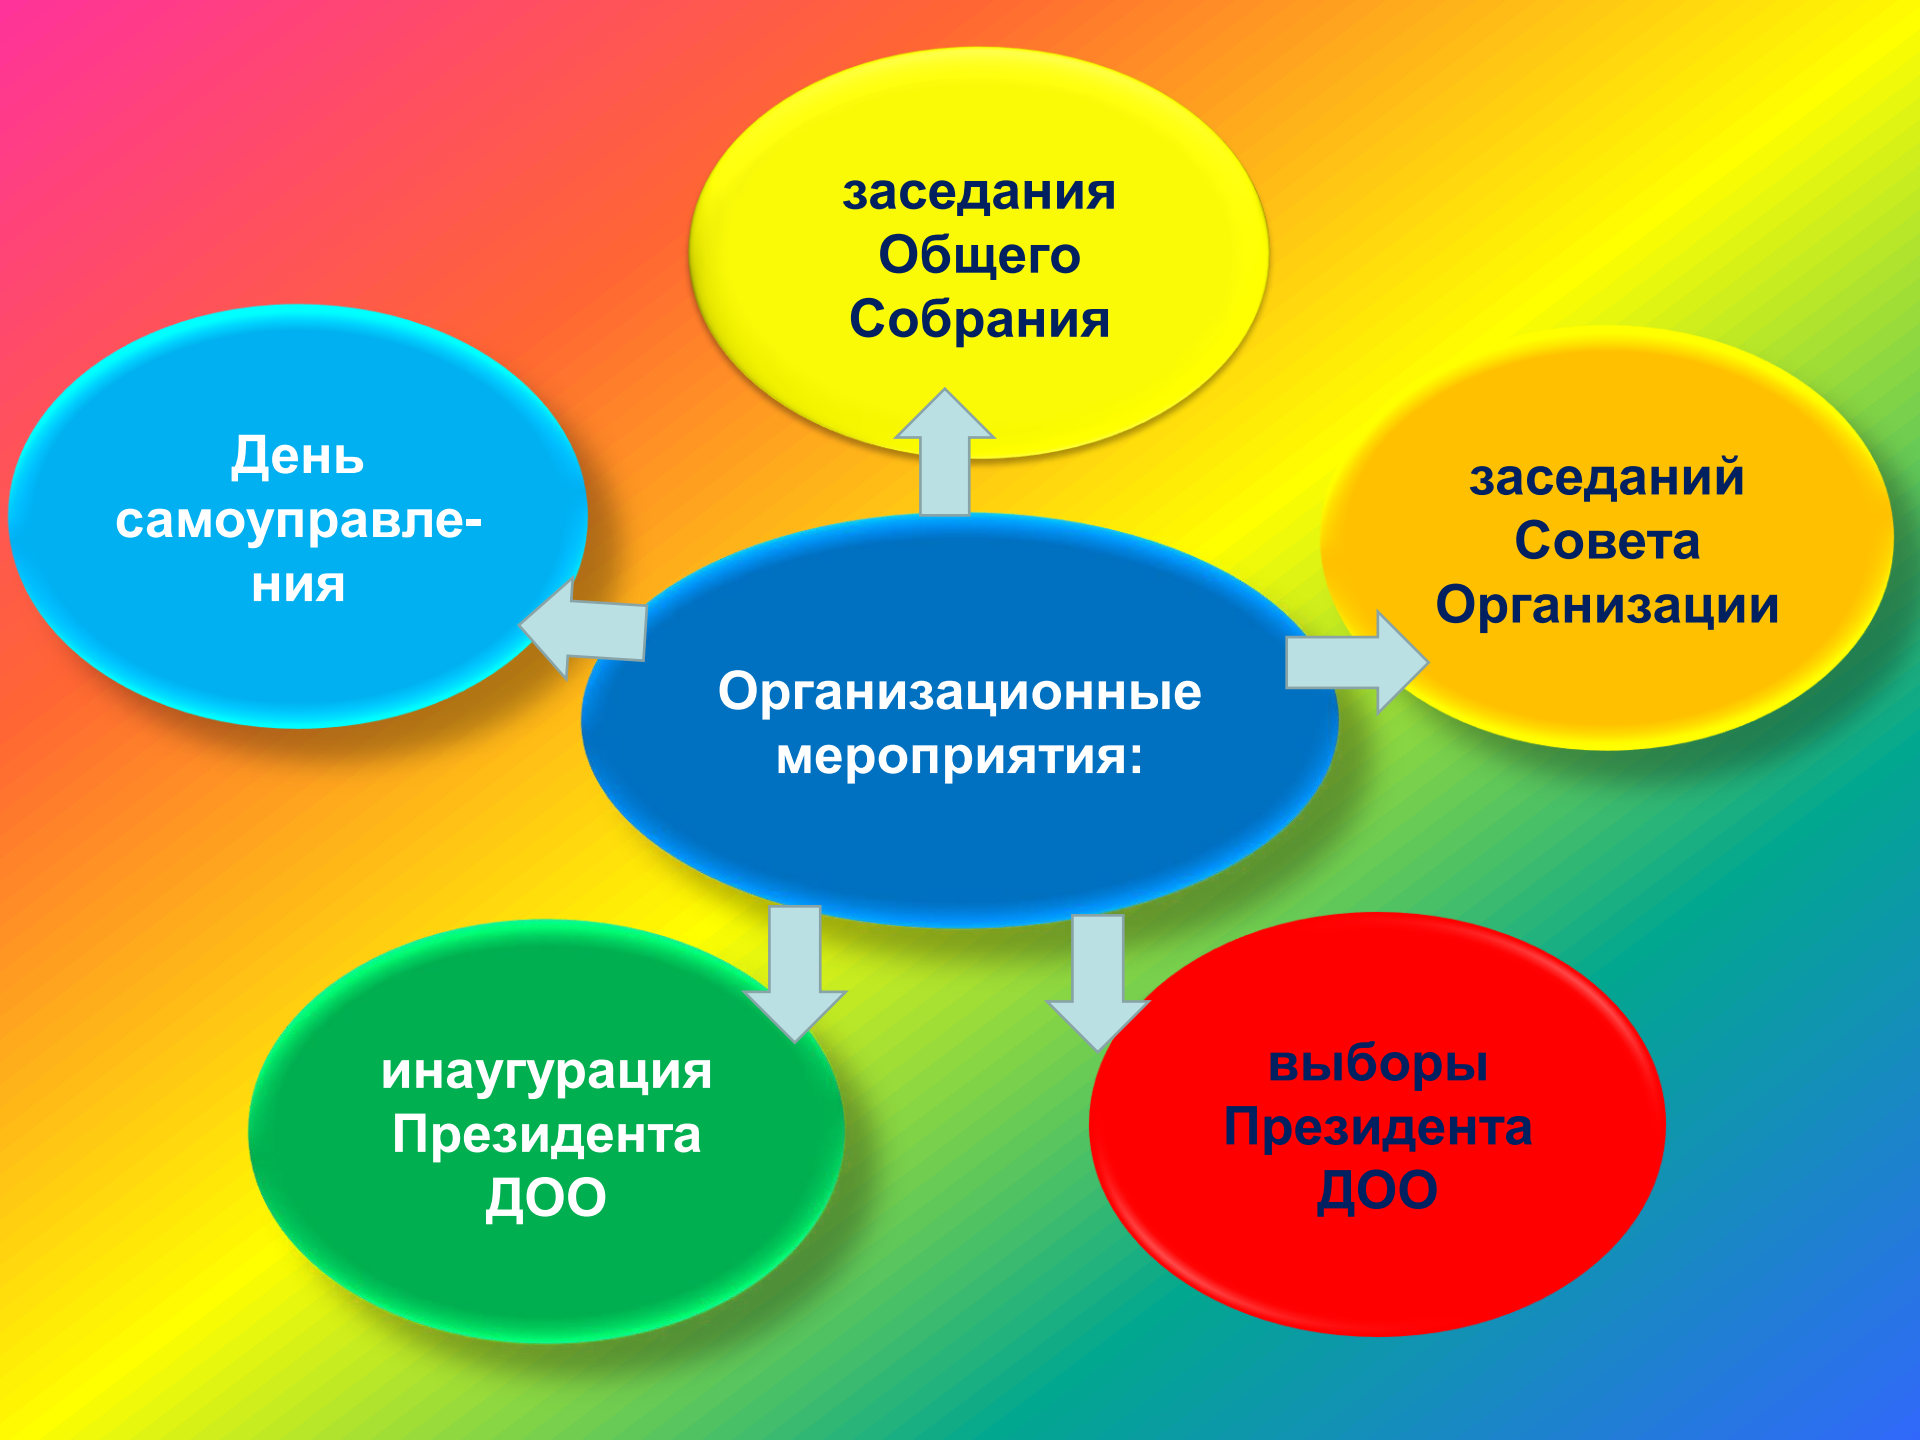 заседания
Общего
Собрания
День
самоуправле-
ния
заседаний
Совета
Организации
Организационные
мероприятия:
инаугурация
Президента
ДОО
выборы
Президента
ДОО